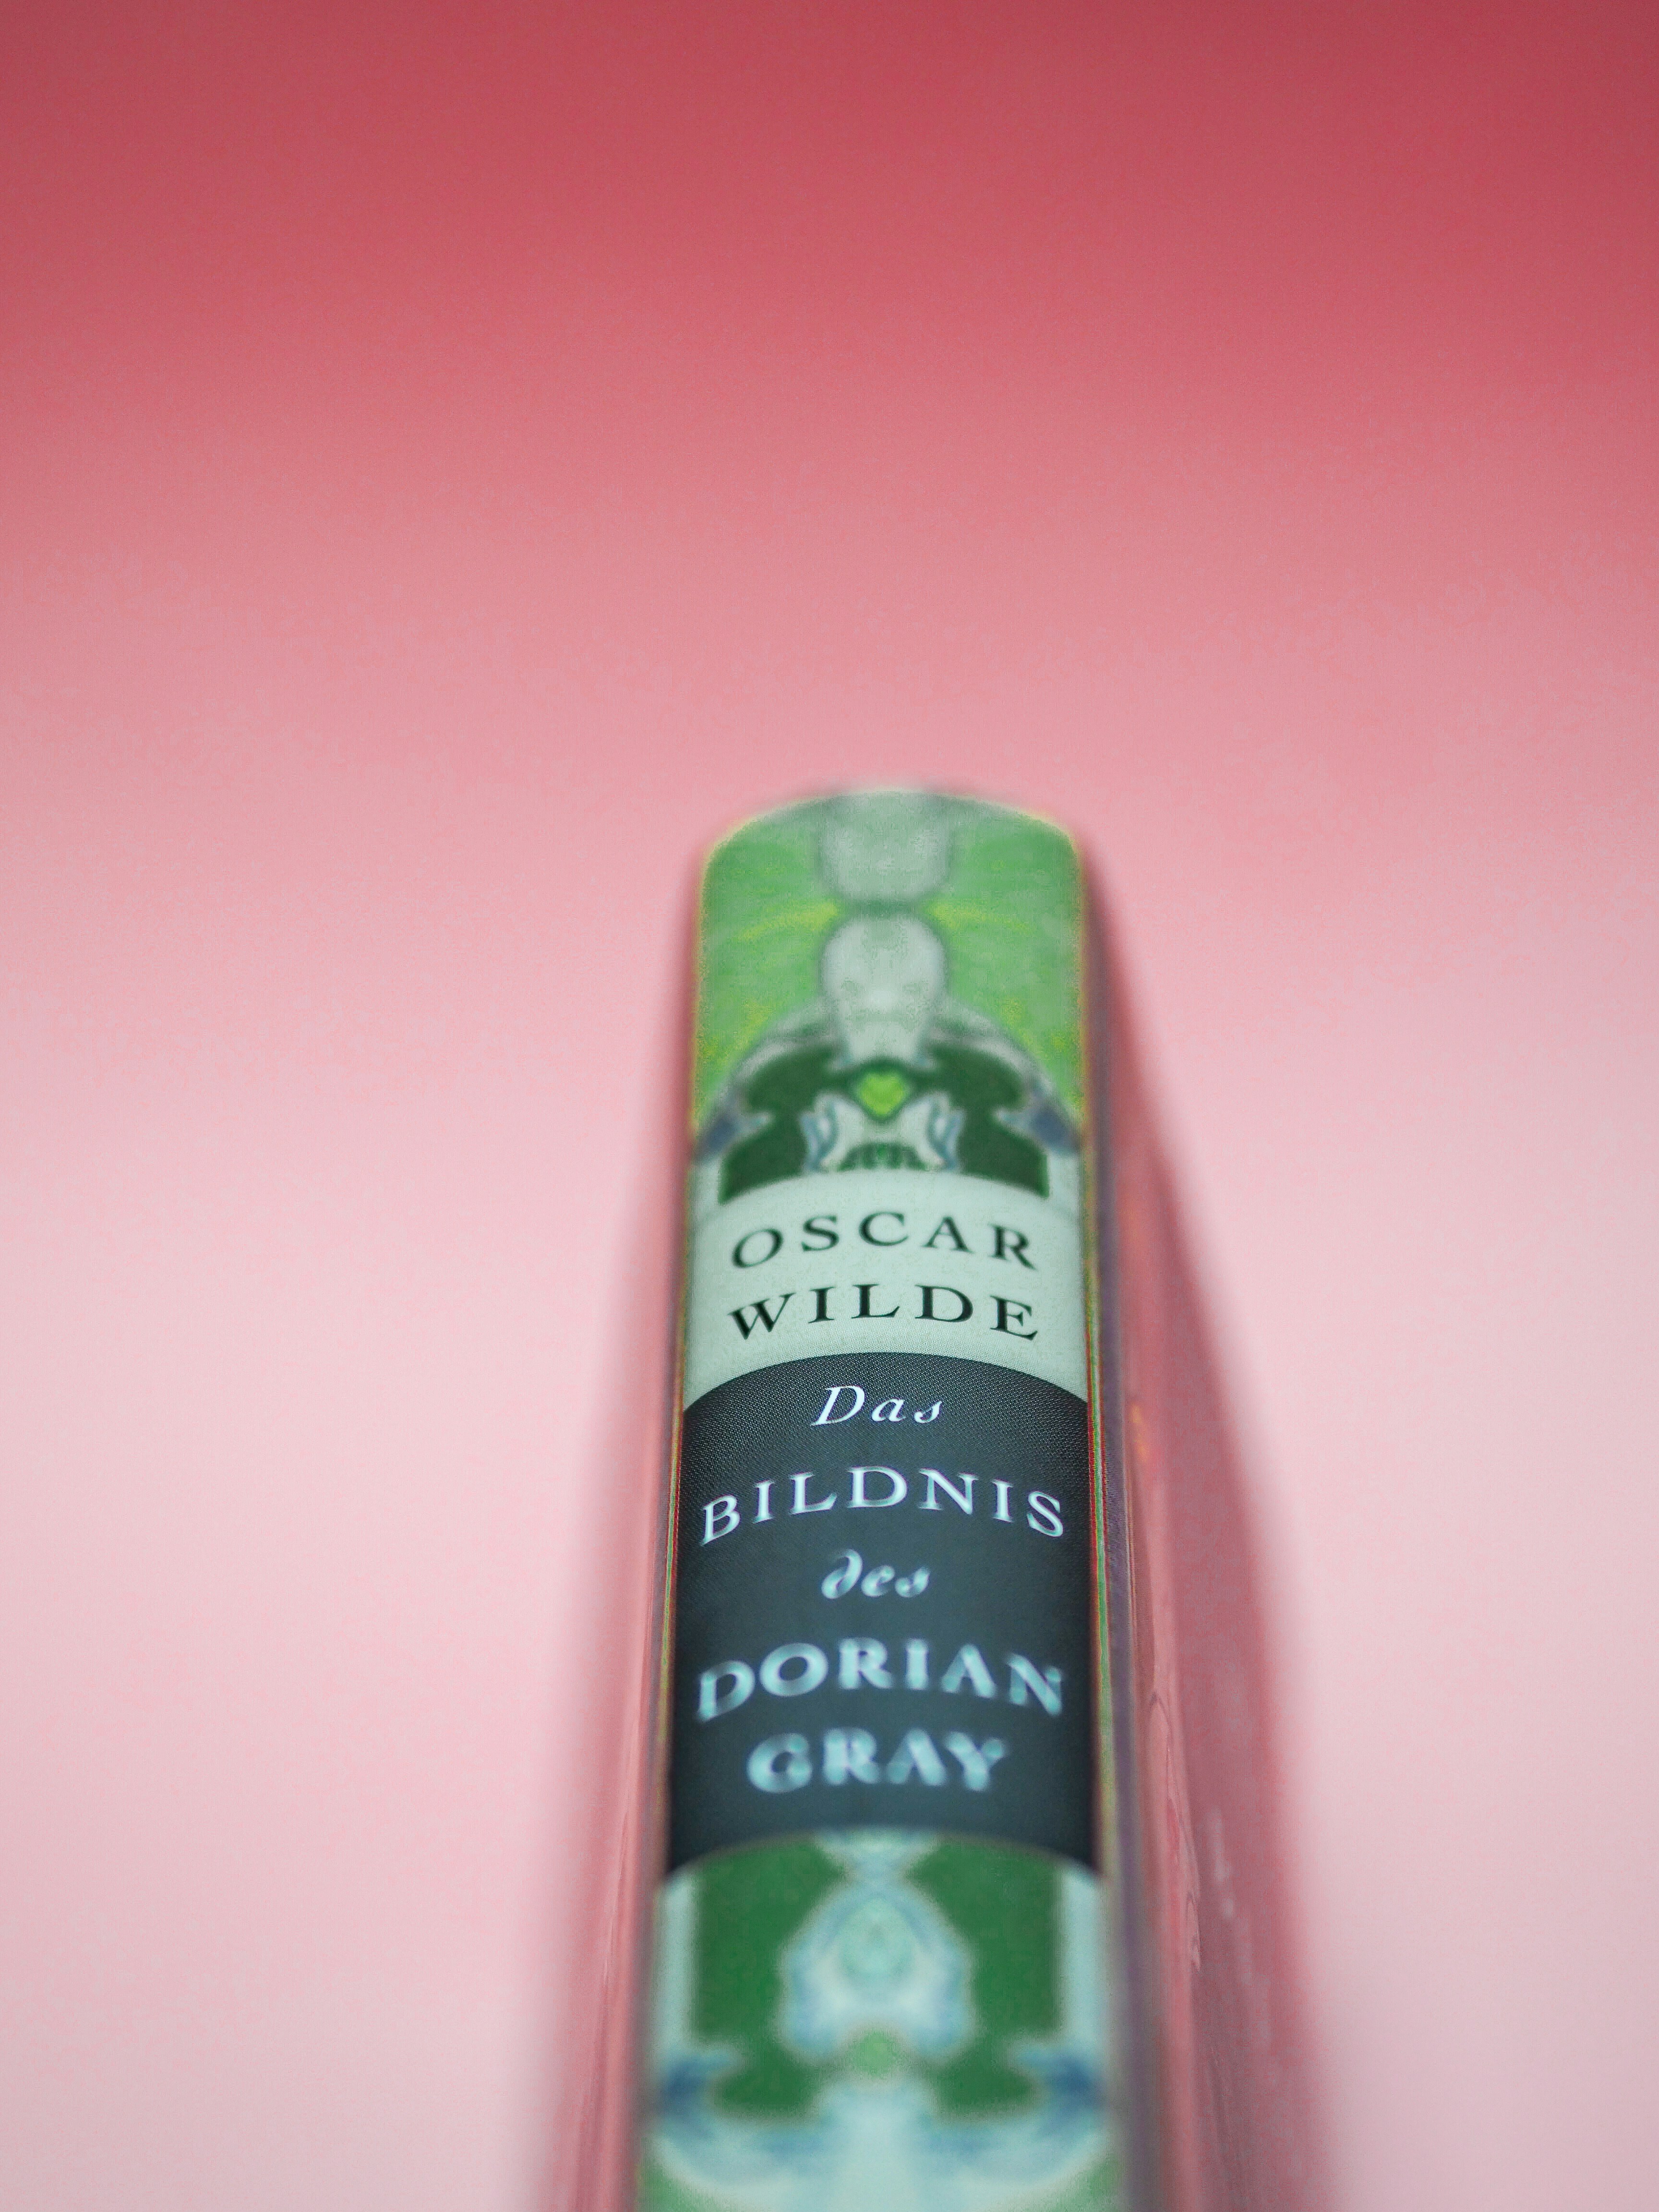 OSCAR
WILDE
Das
BILDNIS
des
DORIAN
GRAY